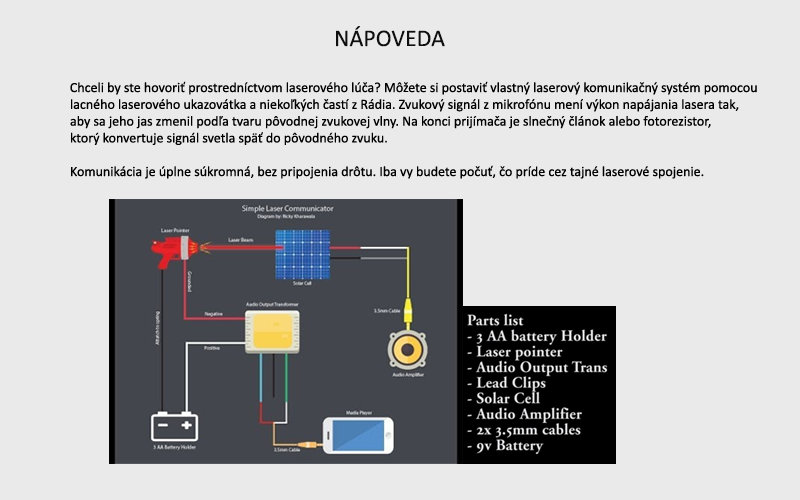 NÁPOVEDA
Chceli by ste hovoriť prostredníctvom laserového lúča? Môžete si postaviť vlastný laserový komunikačný systém pomocou
lacného laserového ukazovátka a niekoľkých častí z Rádia. Zvukový signál z mikrofónu mení výkon napájania lasera tak,
aby sa jeho jas zmenil podľa tvaru pôvodnej zvukovej vlny. Na konci prijímača je slnečný článok alebo fotorezistor,
ktorý konvertuje signál svetla späť do pôvodného zvuku.
Komunikácia je úplne súkromná, bez pripojenia drôtu. Iba vy budete počuť, čo príde cez tajné laserové spojenie.
Simple Laser Communicator
Diagram by: Ricky Kharawala
Laser Pointer
Laser Beam
Solar Cell
Grounded
Audio Output Transformer
Negative
Positive
3.5mm Cable
Audio Amplifier
Media Player
3.5mm Cable
3 AA Battery Holder
Parts list
- 3 AA battery Holder
- Laser pointer
- Audio Output Trans
- Lead Clips
- Solar Cell
- Audio Amplifier
- 2x 3.5mm cables
- 9v Battery